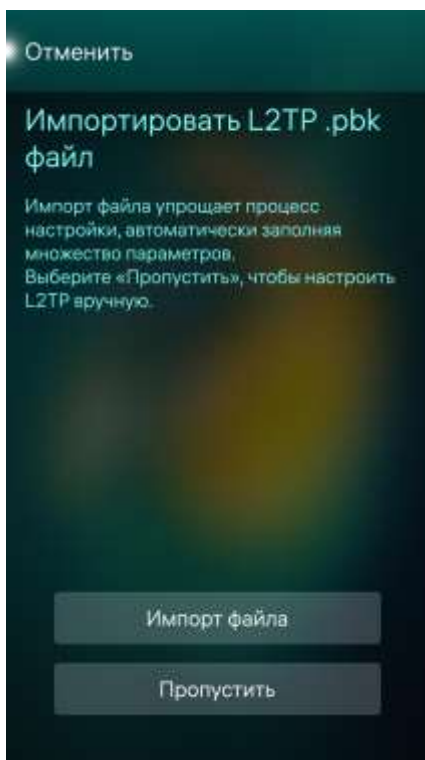 Отменить
Импортировать L2TP .pbk
файл
Импорт файла упрощает процесс
настройки, автоматически заполняя
множество параметров.
Выберите «Пропустить», чтобы настроить
L2TP вручную.
Импорт файла
Пропустить